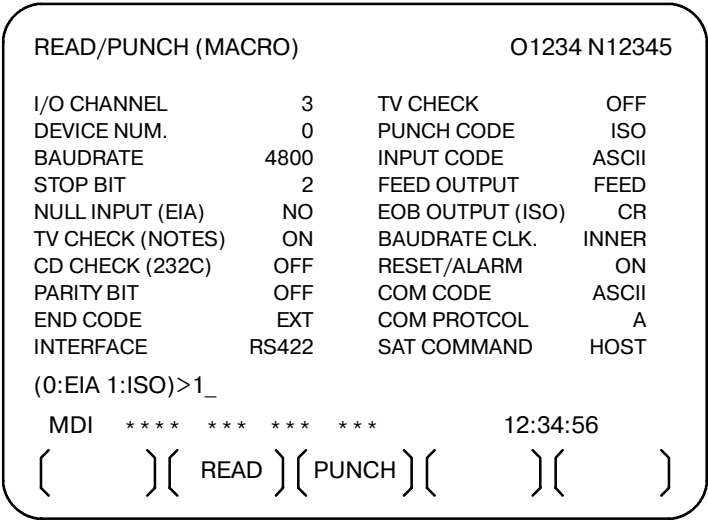 READ/PUNCH (MACRO) O1234 N12345
I/O CHANNEL 3 TV CHECK OFF
DEVICE NUM. 0 PUNCH CODE ISO
BAUDRATE 4800 INPUT CODE ASCII
STOP BIT 2 FEED OUTPUT FEED
NULL INPUT (EIA) NO EOB OUTPUT (ISO) CR
TV CHECK (NOTES) ON BAUDRATE CLK. INNER
CD CHECK (232C) OFF RESET/ALARM ON
PARITY BIT OFF COM CODE ASCII
END CODE EXT COM PROTCOL A
INTERFACE RS422 SAT COMMAND HOST
(0:EIA 1:ISO)>1_
MDI **** *** *** *** 12:34:56
[ ] [ READ ] [ PUNCH ] [ ] [ ]